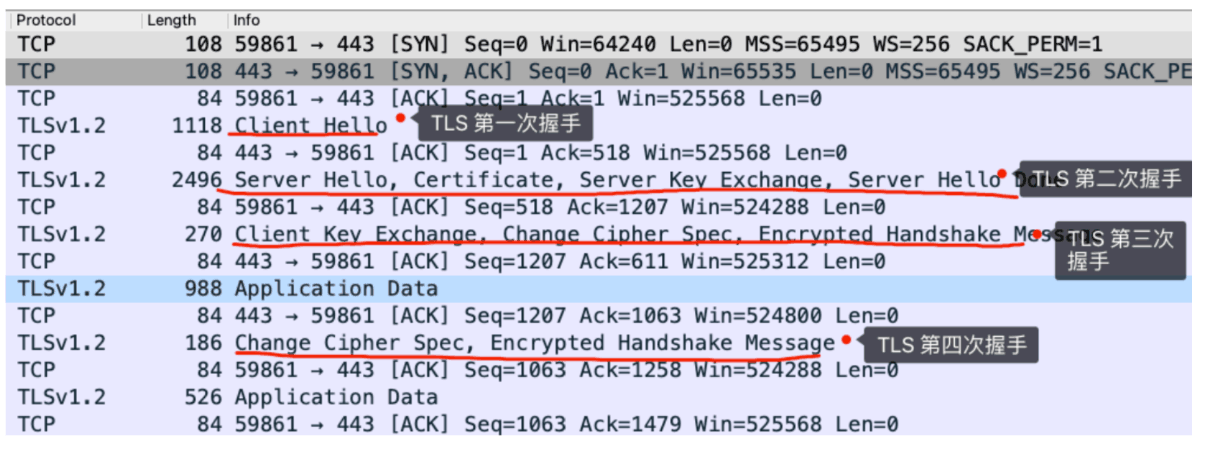 Protocol Length Info
TCP 108 59861 → 443 [SYN] Seq=0 Win=64240 Len=0 MSS=65495 WS=256 SACK_PERM=1
TCP 108 443 → 59861 [SYN, ACK] Seq=0 Ack=1 Win=65535 Len=0 MSS=65495 WS=256 SACK_PE
TCP 84 59861 → 443 [ACK] Seq=1 Ack=1 Win=525568 Len=0
TLSv1.2 1118 Client Hello TLS 第一次握手
TCP 84 443 → 59861 [ACK] Seq=1 Ack=518 Win=525568 Len=0
TLSv1.2 2496 Server Hello, Certificate, Server Key Exchange, Server Hello TLS 第二次握手
TCP 84 59861 → 443 [ACK] Seq=518 Ack=1207 Win=524288 Len=0
TLSv1.2 270 Client Key Exchange, Change Cipher Spec, Encrypted Handshake TLS 第三次
握手
TCP 84 443 → 59861 [ACK] Seq=1207 Ack=611 Win=525312 Len=0
TLSv1.2 988 Application Data
TCP 84 443 → 59861 [ACK] Seq=1207 Ack=1063 Win=524800 Len=0
TLSv1.2 186 Change Cipher Spec, Encrypted Handshake Message TLS 第四次握手
TCP 84 59861 → 443 [ACK] Seq=1063 Ack=1258 Win=524288 Len=0
TLSv1.2 526 Application Data
TCP 84 59861 → 443 [ACK] Seq=1063 Ack=1479 Win=525568 Len=0